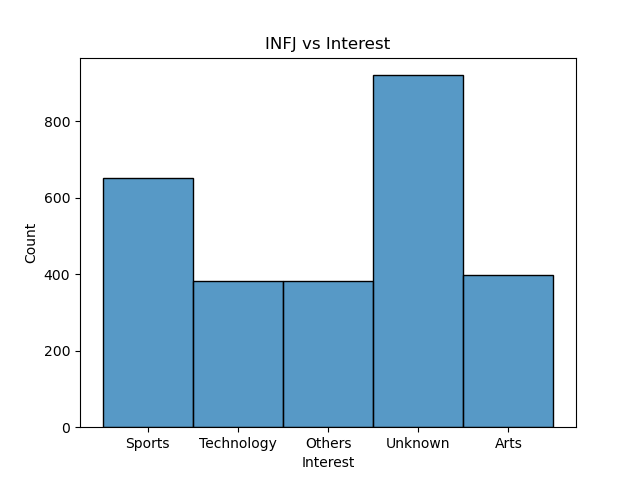 INFJ vs Interest
Count
800
600
400
200
0
Sports Technology Others Unknown Arts
Interest